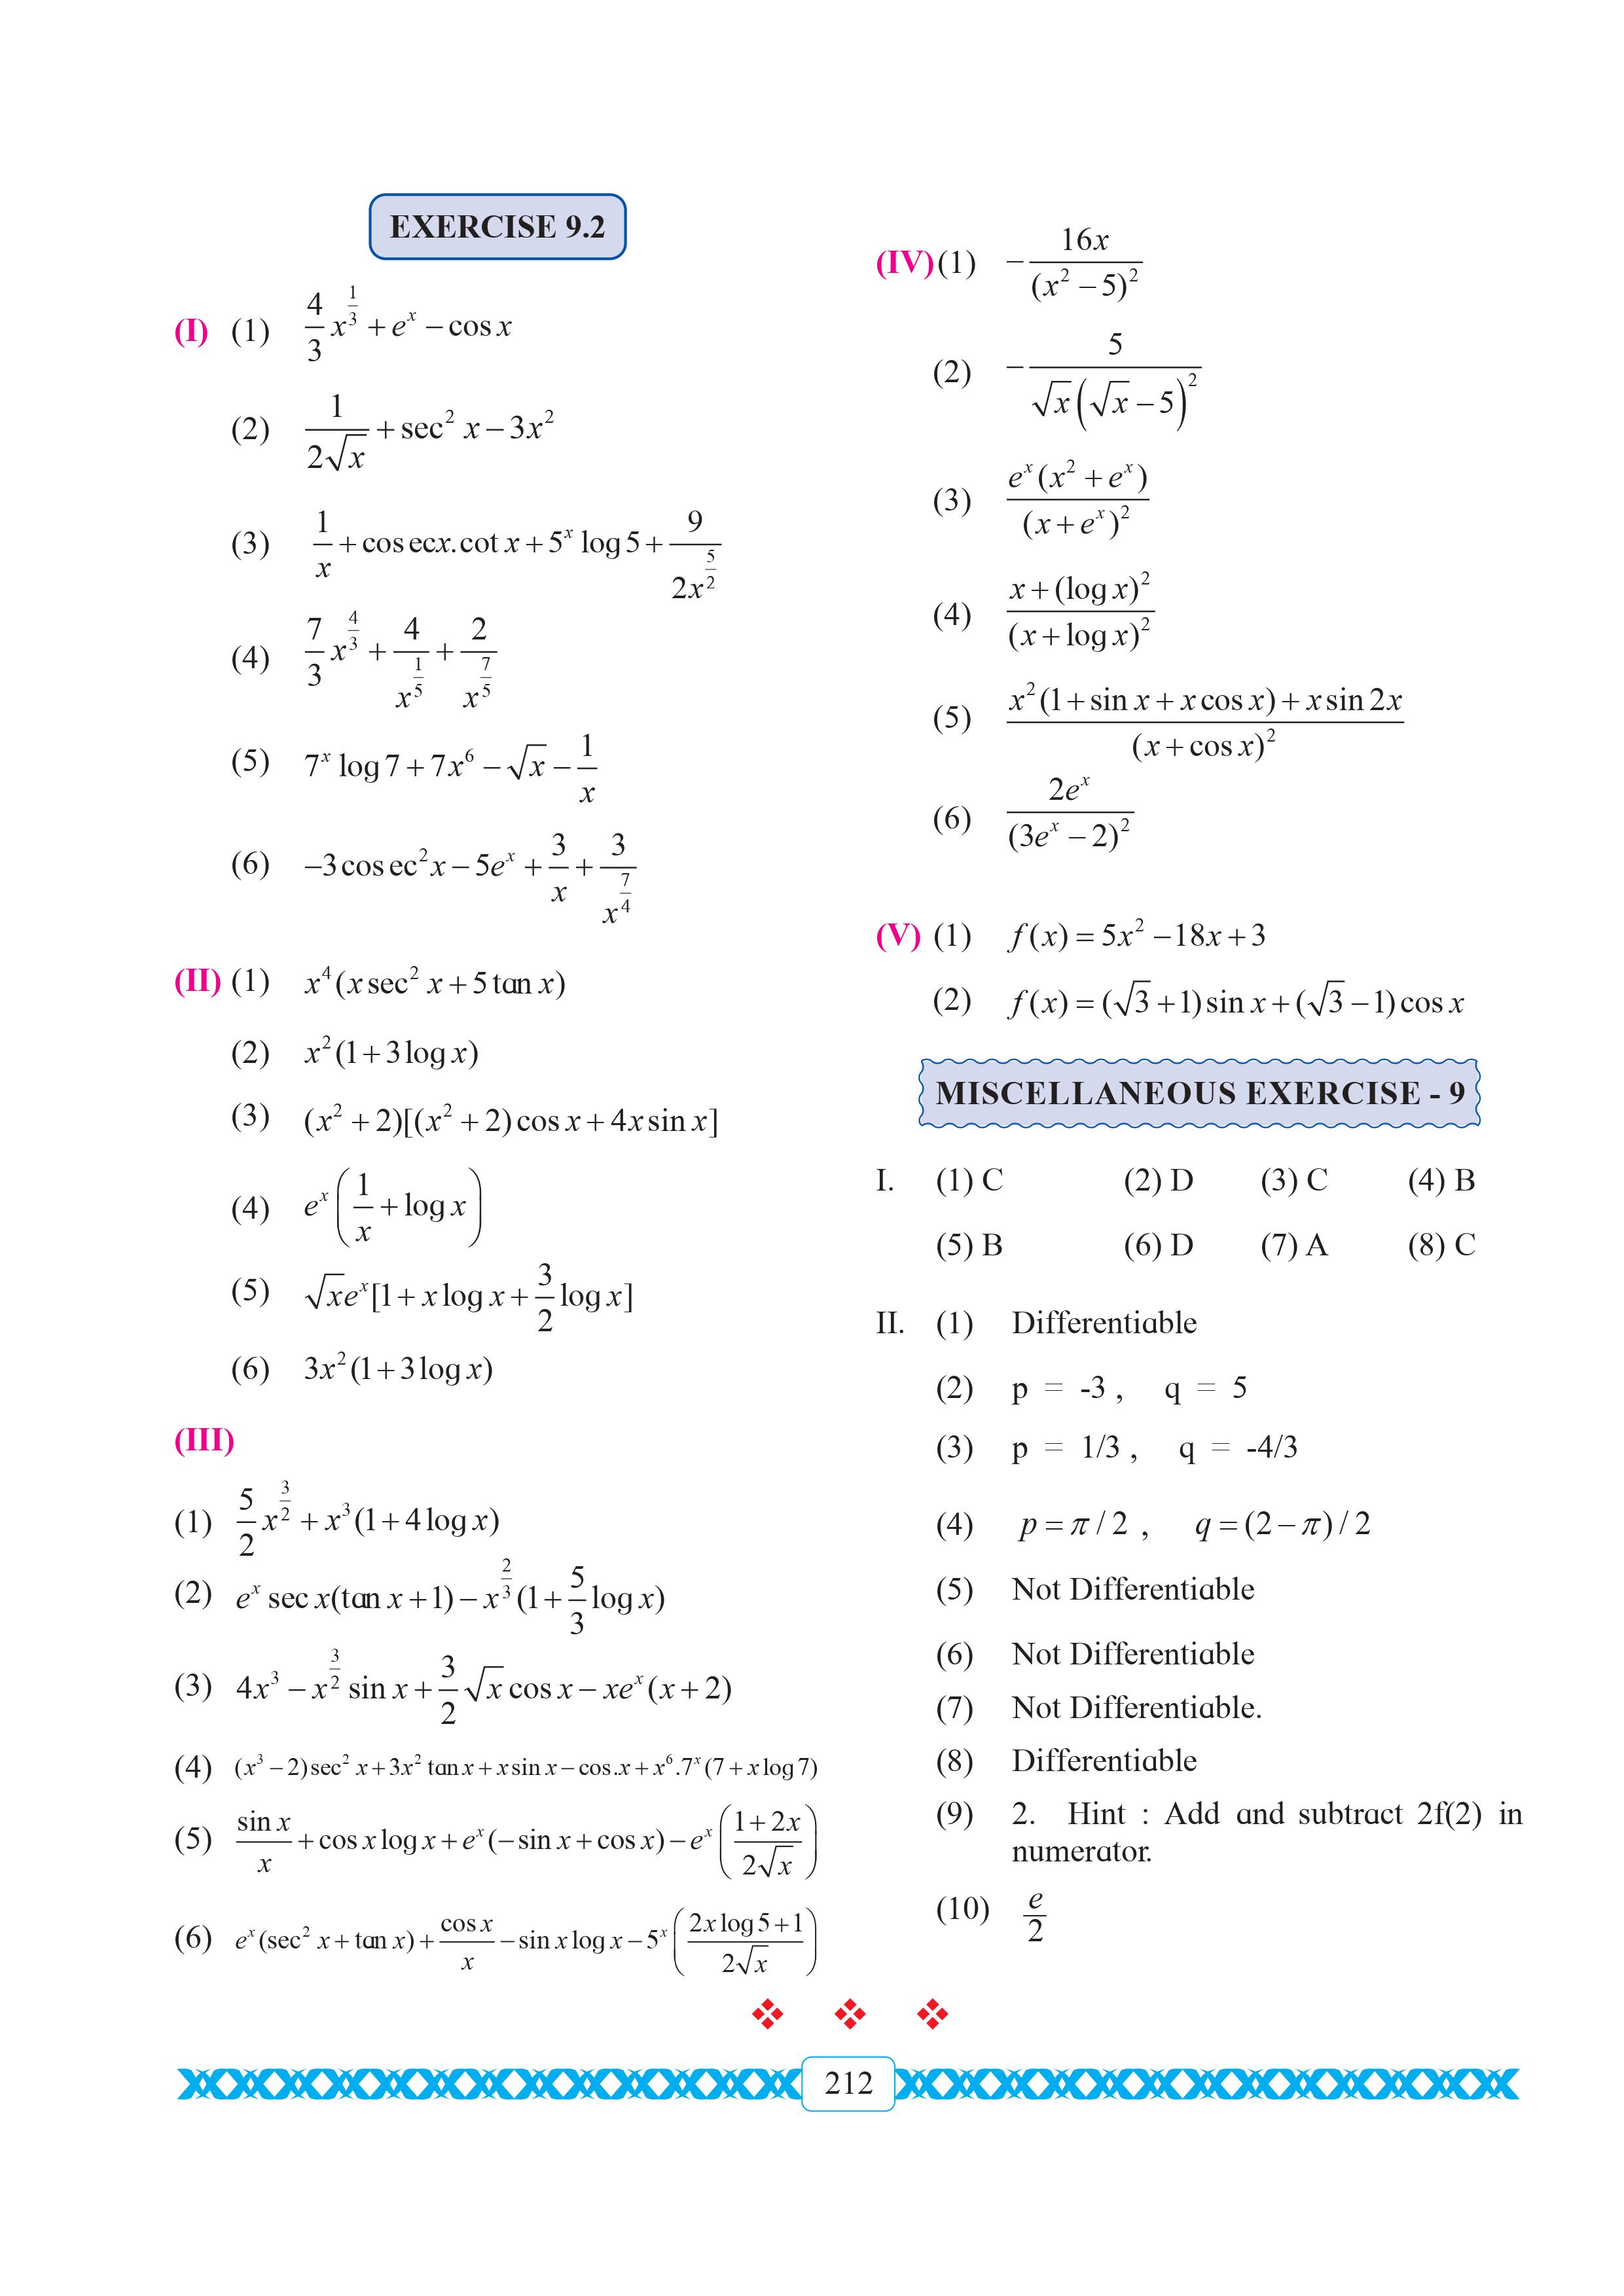 EXERCISE 9.2
(I) (1) $\frac{4}{3}x^{\frac{1}{3}} + e^x - \cos x$
(2) $\frac{1}{2\sqrt{x}} + \sec^2 x - 3x^2$
(3) $\frac{1}{x} + \cos ecx.\cot x + 5^x \log 5 + \frac{9}{2x^{\frac{5}{2}}}$
(4) $\frac{7}{3}x^{\frac{4}{3}} + \frac{4}{x^{\frac{1}{5}}} + \frac{2}{x^{\frac{7}{5}}}$
(5) $7^x \log 7 + 7x^6 - \sqrt{x} - \frac{1}{x}$
(6) $-3\cos ec^2 x - 5e^x + \frac{3}{x} + \frac{3}{x^{\frac{7}{4}}}$
(II) (1) $x^4(x\sec^2 x + 5\tan x)$
(2) $x^2(1 + 3\log x)$
(3) $(x^2 + 2)[(x^2 + 2)\cos x + 4x\sin x]$
(4) $e^x\left(\frac{1}{x} + \log x\right)$
(5) $\sqrt{x}e^x[1 + x\log x + \frac{3}{2}\log x]$
(6) $3x^2(1 + 3\log x)$
(III)
(1) $\frac{5}{2}x^{\frac{3}{2}} + x^3(1 + 4\log x)$
(2) $e^x \sec x(\tan x + 1) - x^{\frac{2}{3}}(1 + \frac{5}{3}\log x)$
(3) $4x^3 - x^{\frac{3}{2}}\sin x + \frac{3}{2}\sqrt{x}\cos x - xe^x(x + 2)$
(4) $(x^3 - 2)\sec^2 x + 3x^2 \tan x + x\sin x - \cos.x + x^6.7^x(7 + x\log 7)$
(5) $\frac{\sin x}{x} + \cos x\log x + e^x(-\sin x + \cos x) - e^x\left(\frac{1 + 2x}{2\sqrt{x}}\right)$
(6) $e^x(\sec^2 x + \tan x) + \frac{\cos x}{x} - \sin x\log x - 5^x\left(\frac{2x\log 5 + 1}{2\sqrt{x}}\right)$
(IV) (1) $-\frac{16x}{(x^2 - 5)^2}$
(2) $-\frac{5}{\sqrt{x}\left(\sqrt{x} - 5\right)^2}$
(3) $\frac{e^x(x^2 + e^x)}{(x + e^x)^2}$
(4) $\frac{x + (\log x)^2}{(x + \log x)^2}$
(5) $\frac{x^2(1 + \sin x + x\cos x) + x\sin 2x}{(x + \cos x)^2}$
(6) $\frac{2e^x}{(3e^x - 2)^2}$
(V) (1) $f(x) = 5x^2 - 18x + 3$
(2) $f(x) = (\sqrt{3} + 1)\sin x + (\sqrt{3} - 1)\cos x$
MISCELLANEOUS EXERCISE - 9
I. (1) C (2) D (3) C (4) B
(5) B (6) D (7) A (8) C
II. (1) Differentiable
(2) p = -3 , q = 5
(3) p = 1/3 , q = -4/3
(4) $p = \pi / 2$ , $q = (2 - \pi) / 2$
(5) Not Differentiable
(6) Not Differentiable
(7) Not Differentiable.
(8) Differentiable
(9) 2. Hint : Add and subtract 2f(2) in
numerator.
(10) $\frac{e}{2}$
212